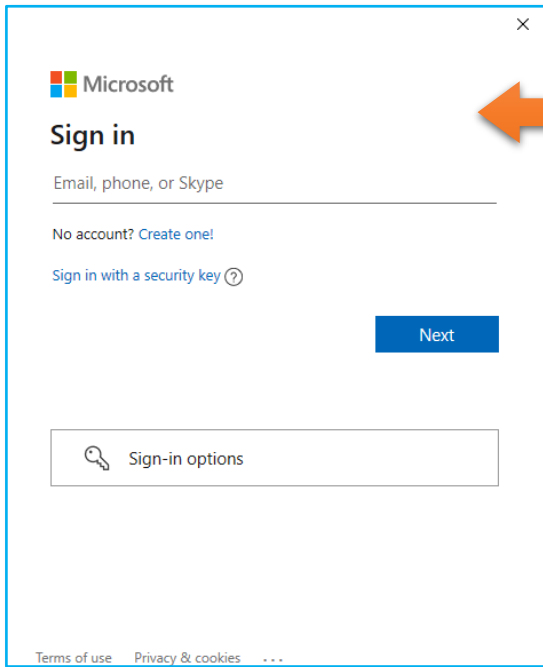 Microsoft
Sign in
Email, phone, or Skype
No account? Create one!
Sign in with a security key
Next
Sign-in options
Terms of use Privacy & cookies ...